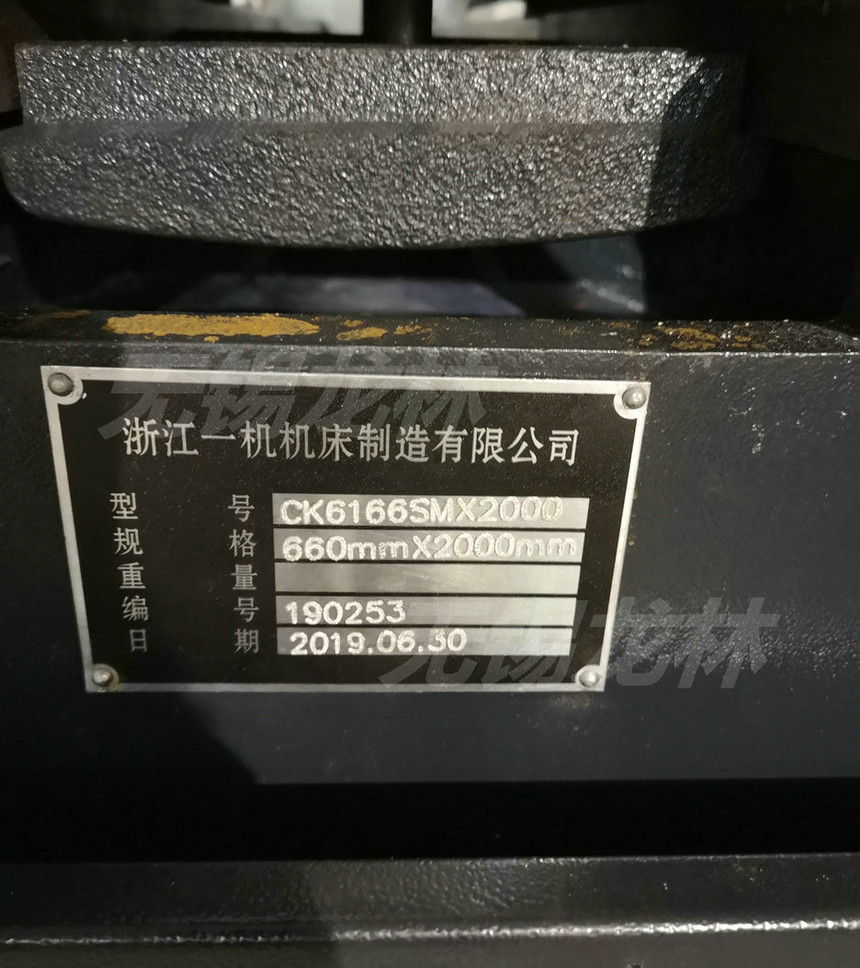 无锡龙林
浙江一机机床制造有限公司
型号 CK6166SMX2000
规格 660mmX2000mm
重量
编号 190253
日期 2019.06.30
无锡龙林